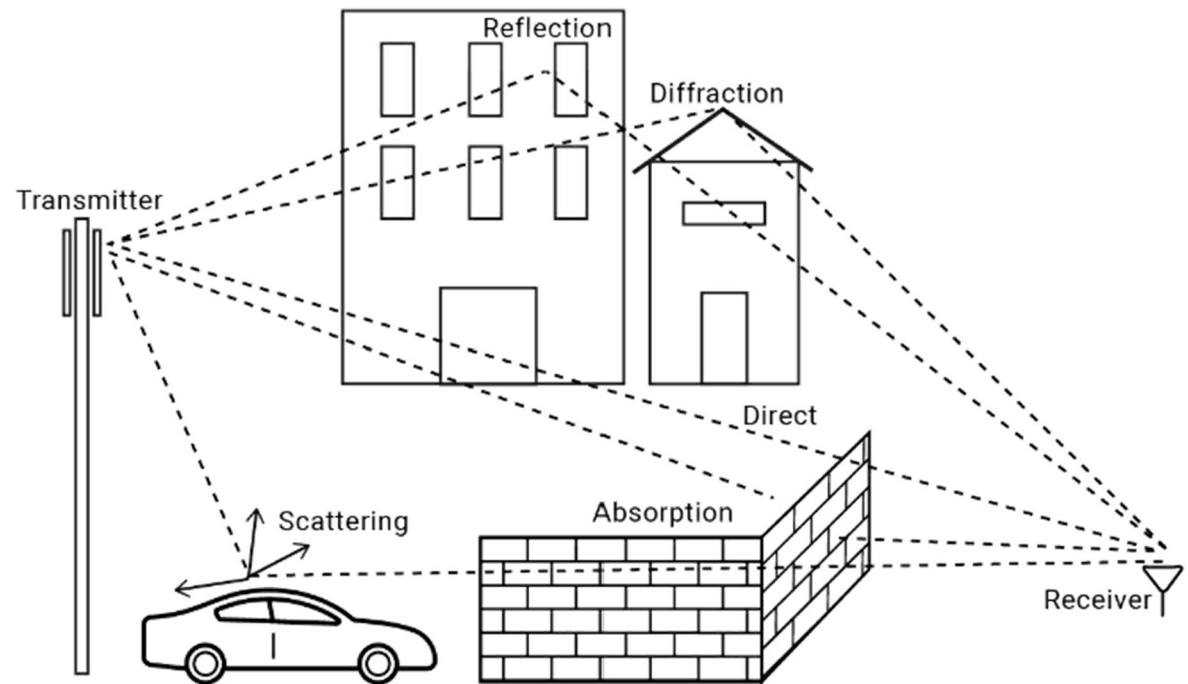 Reflection
Diffraction
Transmitter
Direct
Absorption
Scattering
Receiver